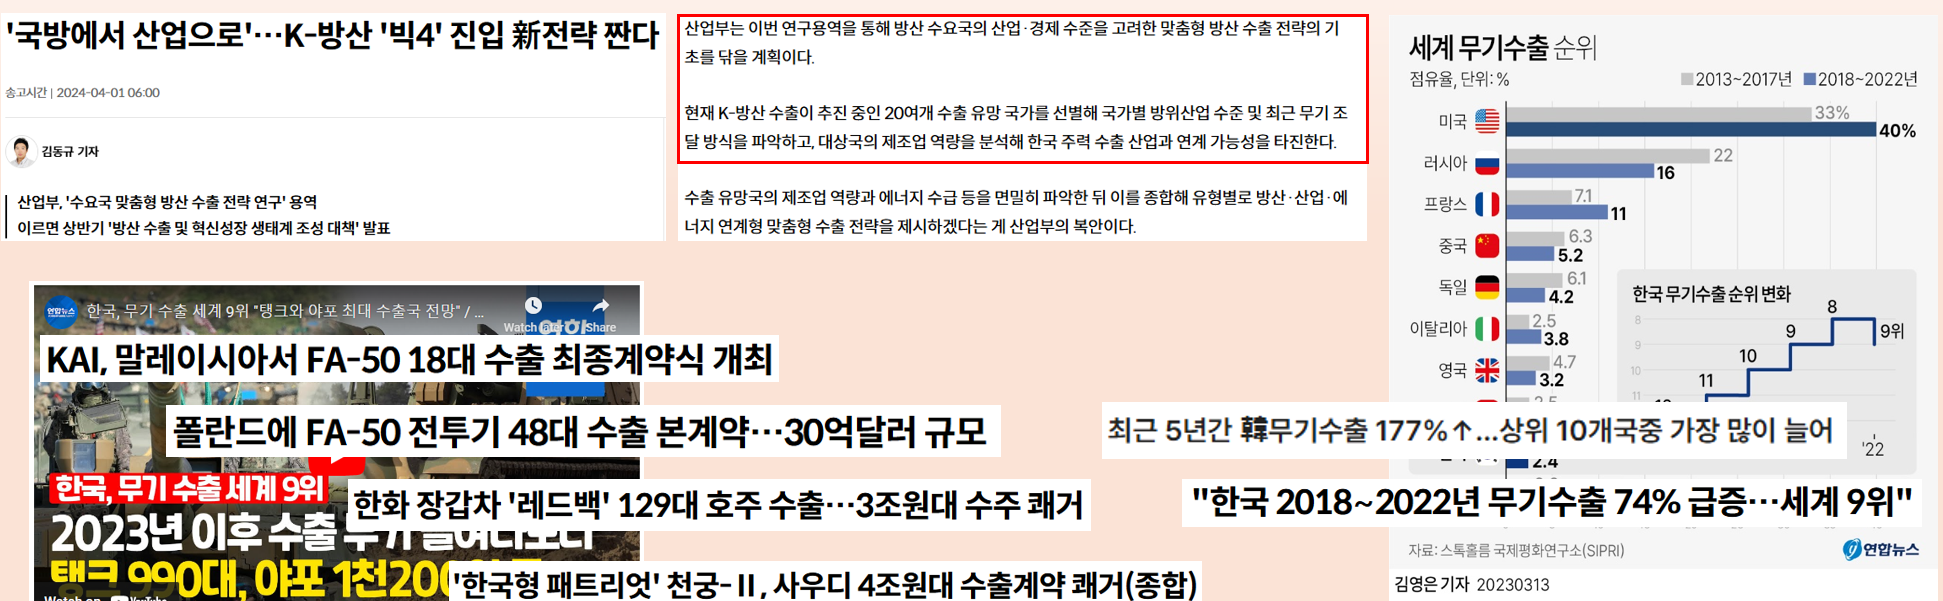 '국방에서 산업으로'…K-방산 '빅4' 진입 新전략 짠다
송고시간 | 2024-04-01 06:00
김동규 기자
산업부, '수요국 맞춤형 방산 수출 전략 연구' 용역
이르면 상반기 '방산 수출 및 혁신성장 생태계 조성 대책' 발표
산업부는 이번 연구용역을 통해 방산 수요국의 산업·경제 수준을 고려한 맞춤형 방산 수출 전략의 기
초를 닦을 계획이다.
현재 K-방산 수출이 추진 중인 20여개 수출 유망 국가를 선별해 국가별 방위산업 수준 및 최근 무기 조
달 방식을 파악하고, 대상국의 제조업 역량을 분석해 한국 주력 수출 산업과 연계 가능성을 타진한다.
수출 유망국의 제조업 역량과 에너지 수급 등을 면밀히 파악한 뒤 이를 종합해 유형별로 방산·산업·에
너지 연계형 맞춤형 수출 전략을 제시하겠다는 게 산업부의 복안이다.
연합뉴스
한국, 무기 수출 세계 9위 "탱크와 야포 최대 수출국 전망" / ...
Watch later
Share
KAI, 말레이시아서 FA-50 18대 수출 최종계약식 개최
폴란드에 FA-50 전투기 48대 수출 본계약…30억달러 규모
한국, 무기 수출 세계 9위
한화 장갑차 '레드백' 129대 호주 수출…3조원대 수주 쾌거
2023년 이후 수출
탱크 990대, 야포 1천200
'한국형 패트리엇' 천궁-Ⅱ, 사우디 4조원대 수출계약 쾌거(종합)
Watch on YouTube
세계 무기수출 순위
점유율, 단위: %
2013~2017년 2018~2022년
미국 33% 40%
러시아 22 16
프랑스 7.1 11
중국 6.3 5.2
독일 6.1 4.2
이탈리아 2.5 3.8
영국 4.7 3.2
2.4
한국 무기수출 순위 변화
8
9
10
11
11
10
9
8
9위
'22
최근 5년간 韓무기수출 177%↑...상위 10개국중 가장 많이 늘어
"한국 2018~2022년 무기수출 74% 급증…세계 9위"
자료: 스톡홀름 국제평화연구소(SIPRI)
연합뉴스
김영은 기자 20230313